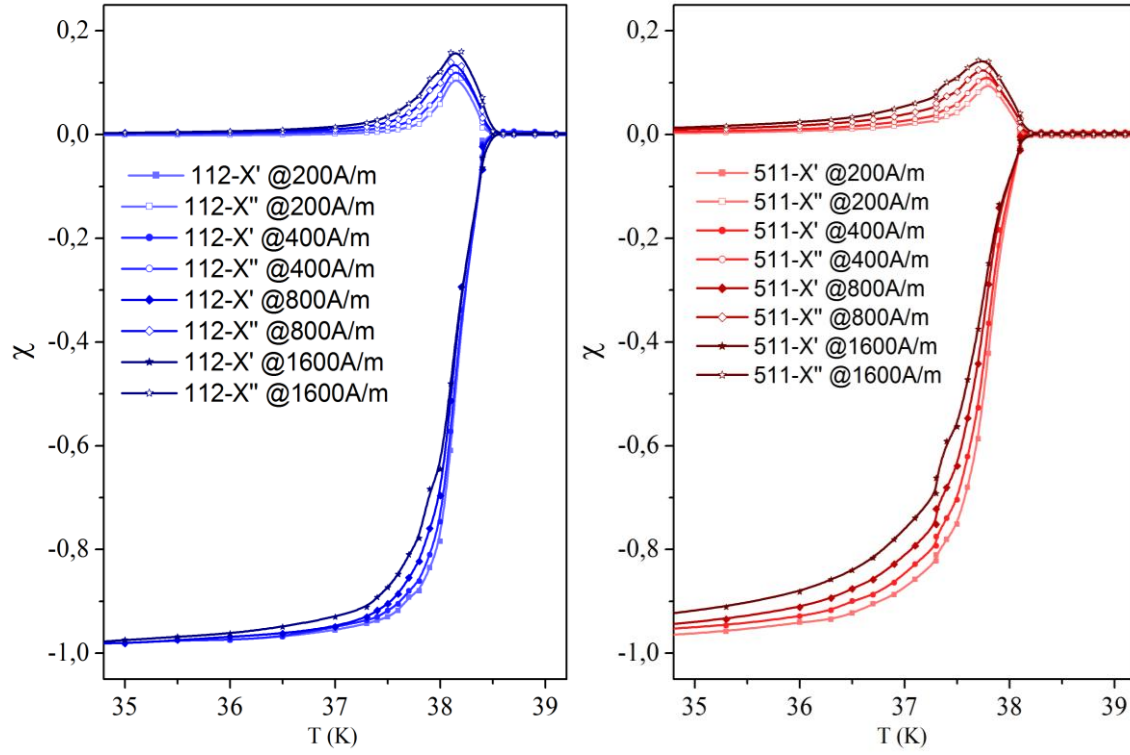 0,2
0,0
-0,2
-0,4
-0,6
-0,8
-1,0
χ
112-X' @200A/m
112-X'' @200A/m
112-X' @400A/m
112-X'' @400A/m
112-X' @800A/m
112-X'' @800A/m
112-X' @1600A/m
112-X'' @1600A/m
35 36 37 38 39
T (K)
0,2
0,0
-0,2
-0,4
-0,6
-0,8
-1,0
χ
511-X' @200A/m
511-X'' @200A/m
511-X' @400A/m
511-X'' @400A/m
511-X' @800A/m
511-X'' @800A/m
511-X' @1600A/m
511-X'' @1600A/m
35 36 37 38 39
T (K)